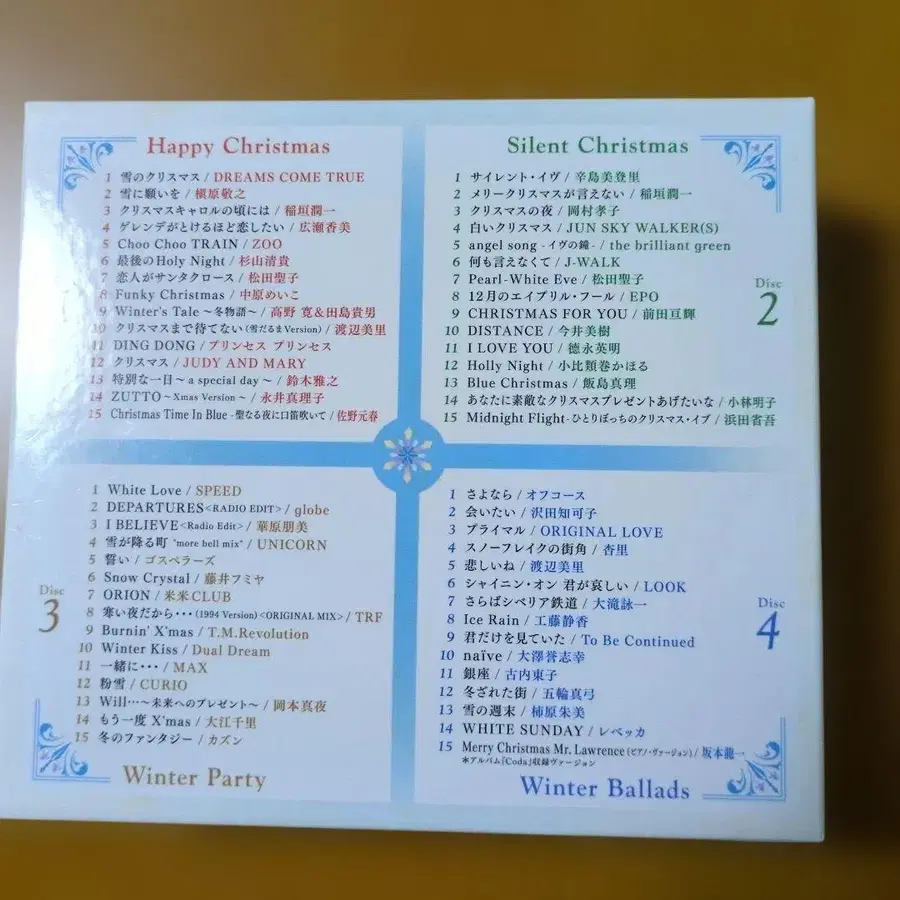 Happy Christmas
1 雪のクリスマス / DREAMS COME TRUE
2 雪に願いを / 槇原敬之
3 クリスマスキャロルの頃には / 稲垣潤一
4 ゲレンデがとけるほど恋したい / 広瀬香美
5 Choo Choo TRAIN / ZOO
6 最後のHoly Night / 杉山清貴
7 恋人がサンタクロース / 松田聖子
8 Funky Christmas / 中原めいこ
9 Winter's Tale ～冬物語～ / 高野 寛&田島貴男
10 クリスマスまで待てない (雪だるまVersion) / 渡辺美里
11 DING DONG / プリンセス プリンセス
12 クリスマス / JUDY AND MARY
13 特別な一日～a special day～ / 鈴木雅之
14 ZUTTO～Xmas Version～ / 永井真理子
15 Christmas Time In Blue -聖なる夜に口笛吹いて / 佐野元春
Silent Christmas
1 サイレント・イヴ / 辛島美登里
2 メリークリスマスが言えない / 稲垣潤一
3 クリスマスの夜 / 岡村孝子
4 白いクリスマス / JUN SKY WALKER(S)
5 angel song -イヴの鐘- / the brilliant green
6 何も言えなくて / J-WALK
7 Pearl-White Eve / 松田聖子
8 12月のエイプリル・フール / EPO
9 CHRISTMAS FOR YOU / 前田亘輝
10 DISTANCE / 今井美樹
11 I LOVE YOU / 徳永英明
12 Holly Night / 小比類巻かほる
13 Blue Christmas / 飯島真理
14 あなたに素敵なクリスマスプレゼントあげたいな / 小林明子
15 Midnight Flight -ひとりぼっちのクリスマス・イブ / 浜田省吾
Disc
2
Disc
3
1 White Love / SPEED
2 DEPARTURES <RADIO EDIT> / globe
3 I BELIEVE <Radio Edit> / 華原朋美
4 雪が降る町 "more bell mix" / UNICORN
5 誓い / ゴスペラーズ
6 Snow Crystal / 藤井フミヤ
7 ORION / 米米CLUB
8 寒い夜だから・・・ (1994 Version) <ORIGINAL MIX> / TRF
9 Burnin' X'mas / T.M.Revolution
10 Winter Kiss / Dual Dream
11 一緒に・・・ / MAX
12 粉雪 / CURIO
13 Will…～未来へのプレゼント～ / 岡本真夜
14 もう一度 X'mas / 大江千里
15 冬のファンタジー / カズン
Winter Party
1 さよなら / オフコース
2 会いたい / 沢田知可子
3 プライマル / ORIGINAL LOVE
4 スノーフレイクの街角 / 杏里
5 悲しいね / 渡辺美里
6 シャイニン・オン 君が哀しい / LOOK
7 さらばシベリア鉄道 / 大滝詠一
8 Ice Rain / 工藤静香
9 君だけを見ていた / To Be Continued
10 naïve / 大澤誉志幸
11 銀座 / 古内東子
12 冬ざれた街 / 五輪真弓
13 雪の週末 / 柿原朱美
14 WHITE SUNDAY / レベッカ
15 Merry Christmas Mr. Lawrence (ピアノ・ヴァージョン) / 坂本龍一
※アルバム『Coda』収録ヴァージョン
Disc
4
Winter Ballads